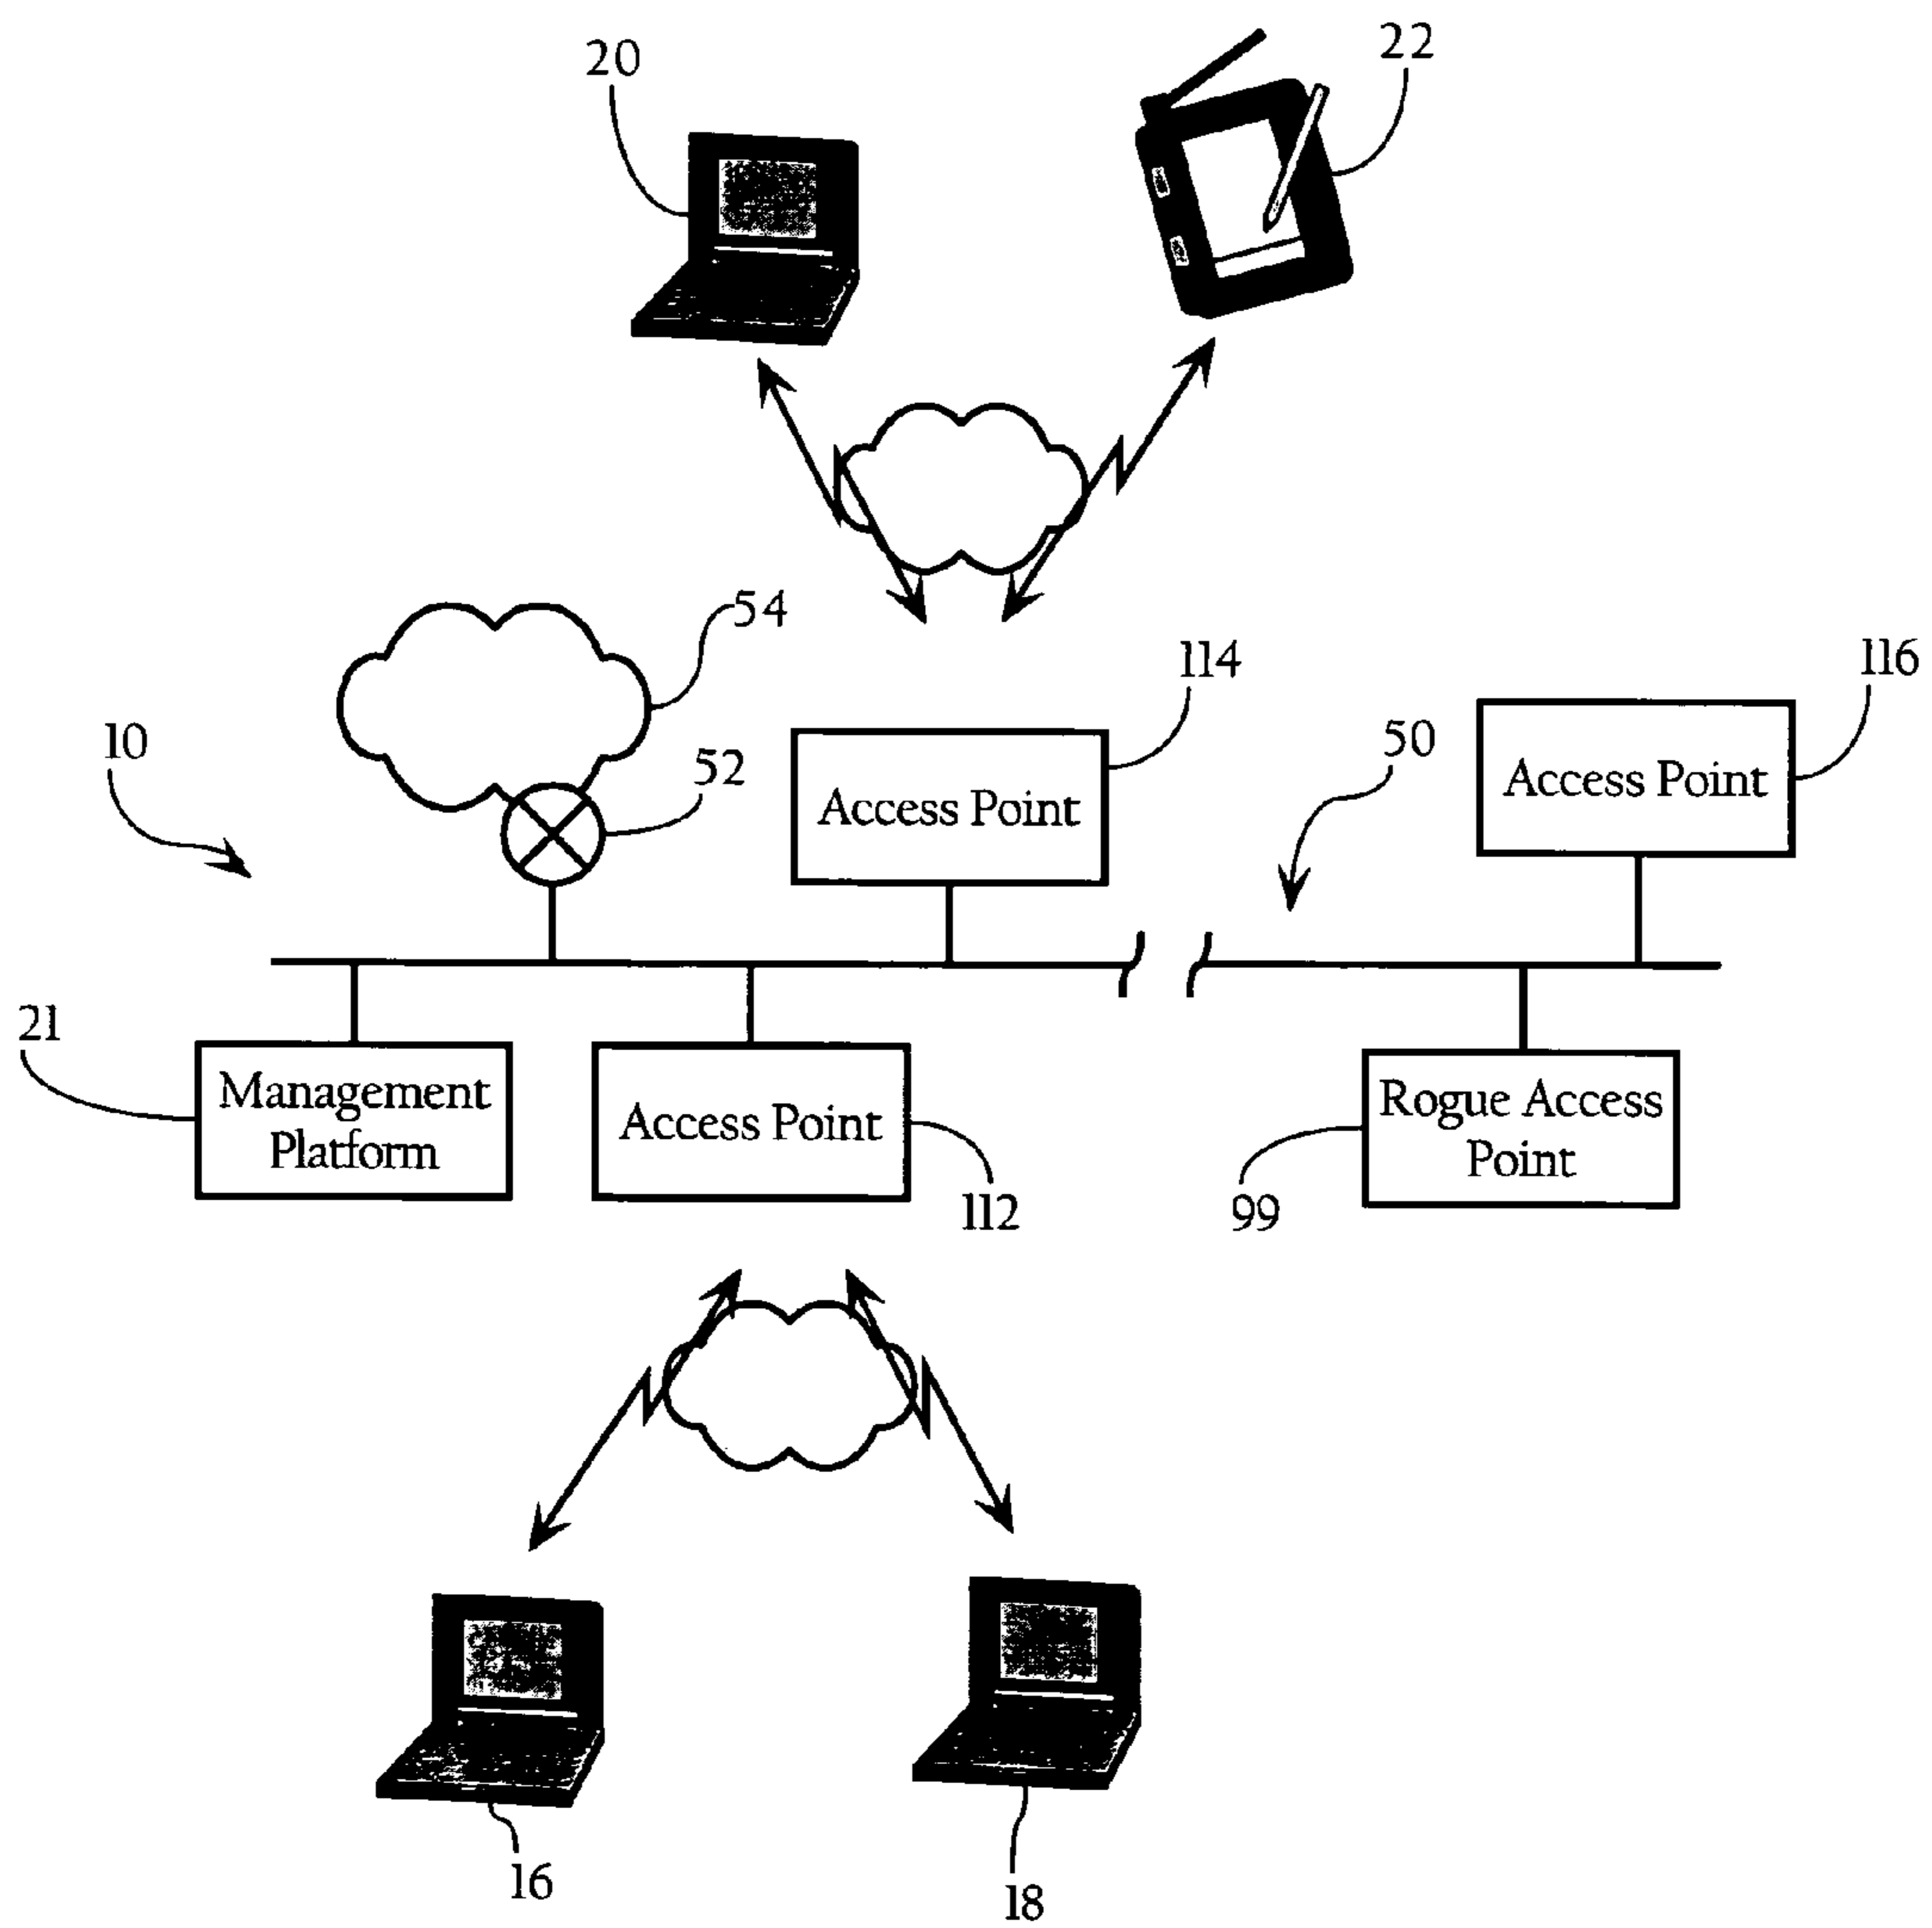 20
22
54
114
116
10
52
50
Access Point
Access Point
21
Management
Platform
Access Point
Rogue Access
Point
112
99
16
18